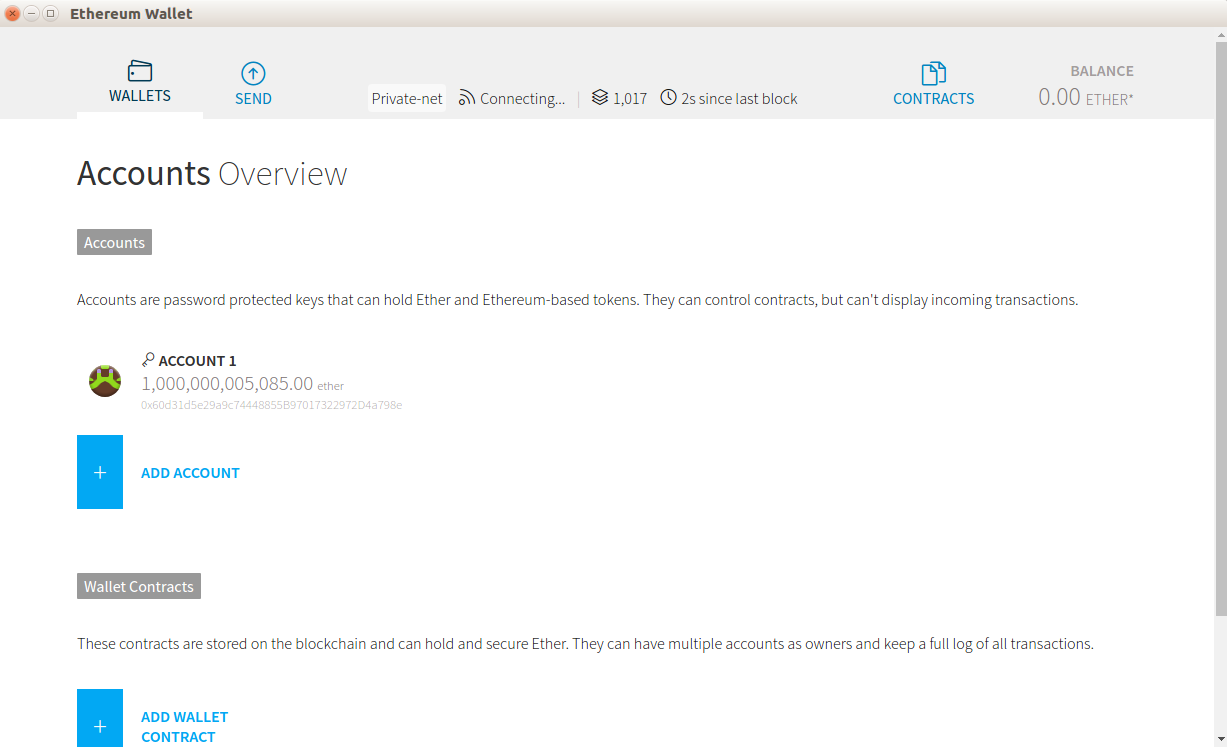 Ethereum Wallet
WALLETS
SEND
Private-net
Connecting...
1,017
2s since last block
CONTRACTS
BALANCE
0.00 ETHER*
Accounts Overview
Accounts
Accounts are password protected keys that can hold Ether and Ethereum-based tokens. They can control contracts, but can't display incoming transactions.
ACCOUNT 1
1,000,000,005,085.00 ether
0x60d31d5e29a9c74448855B97017322972D4a798e
+
ADD ACCOUNT
Wallet Contracts
These contracts are stored on the blockchain and can hold and secure Ether. They can have multiple accounts as owners and keep a full log of all transactions.
+
ADD WALLET
CONTRACT